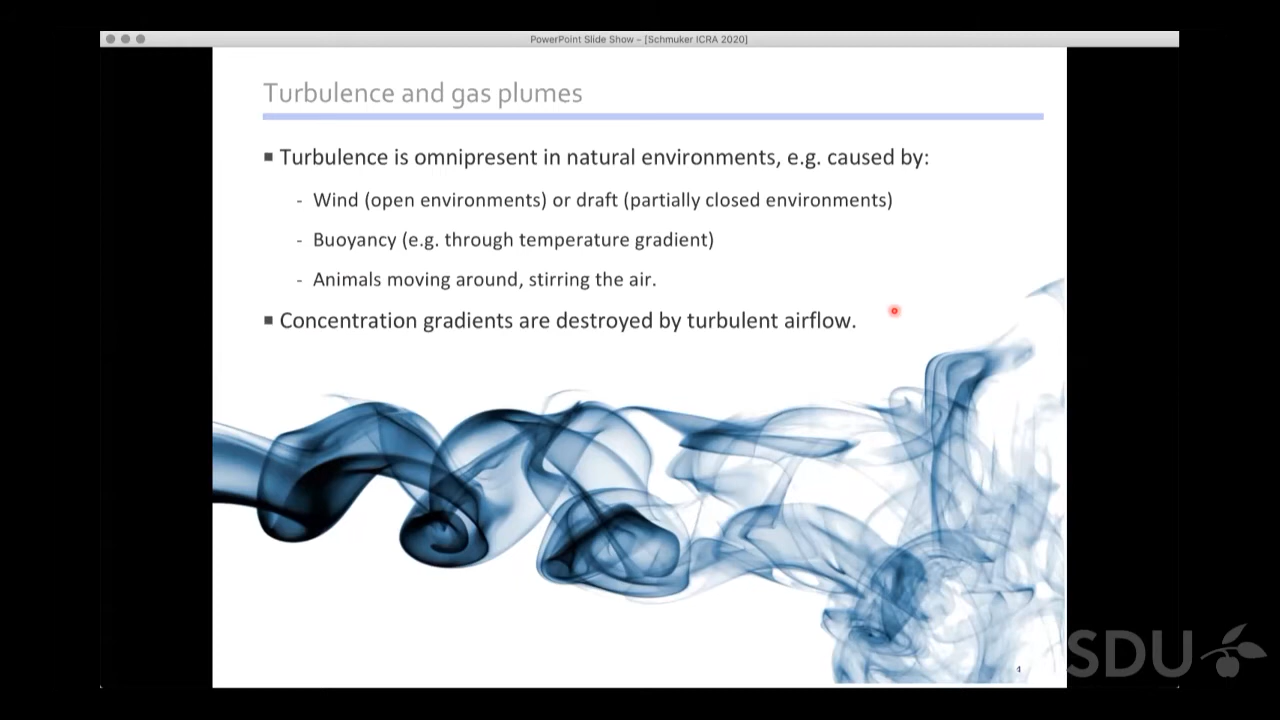 PowerPoint Slide Show – [Schmuker ICRA 2020]
Turbulence and gas plumes
Turbulence is omnipresent in natural environments, e.g. caused by:
- Wind (open environments) or draft (partially closed environments)
- Buoyancy (e.g. through temperature gradient)
- Animals moving around, stirring the air.
Concentration gradients are destroyed by turbulent airflow.
SDU